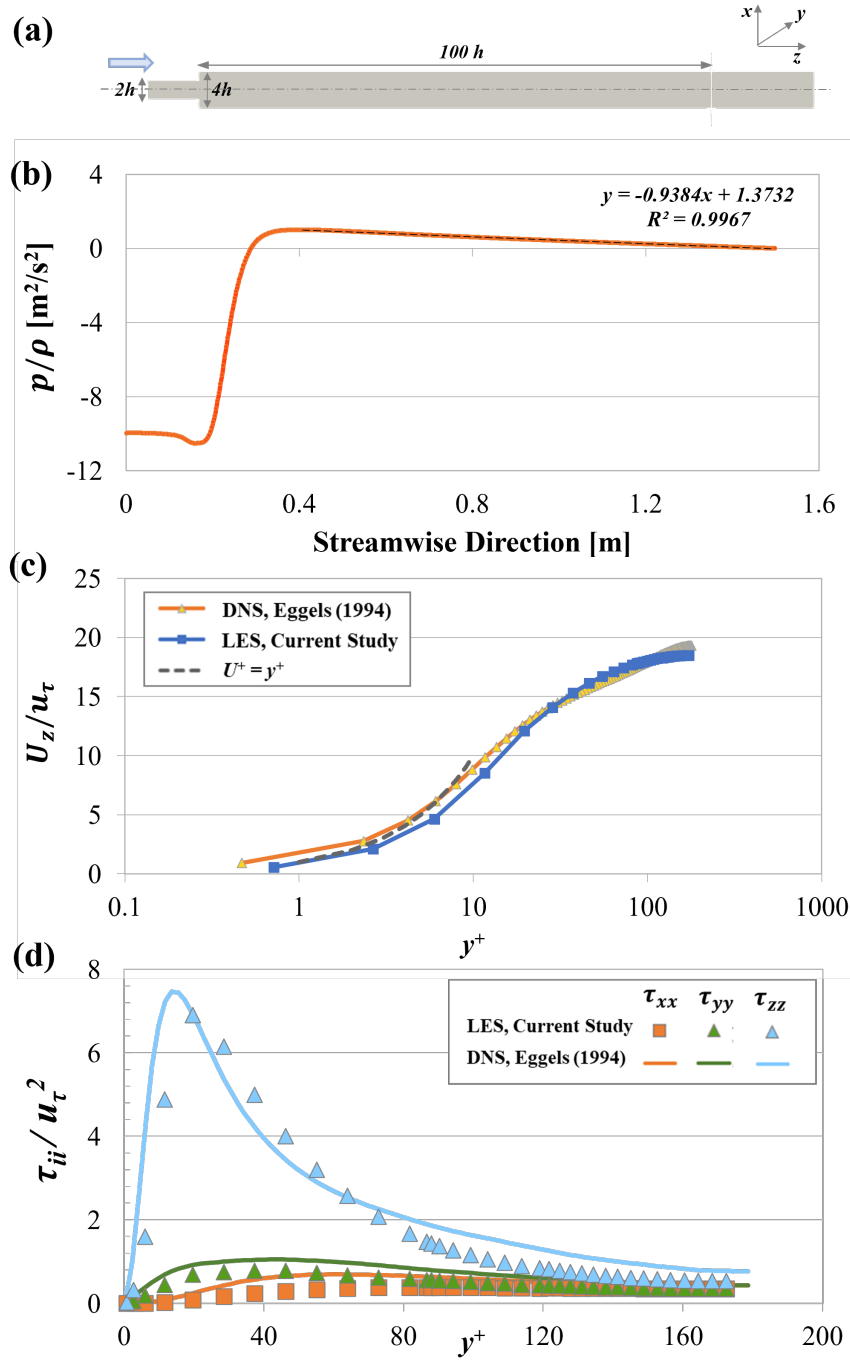 (a)
x
y
z
100 h
2h
4h
(b)
4
0
-4
-8
-12
p/ρ [m²/s²]
y = -0.9384x + 1.3732
R² = 0.9967
0
0.4
0.8
1.2
1.6
Streamwise Direction [m]
(c)
25
20
15
10
5
0
U_z/u_τ
DNS, Eggels (1994)
LES, Current Study
U⁺ = y⁺
0.1
1
10
100
1000
y⁺
(d)
8
6
4
2
0
τ_ii / u_τ²
τ_xx τ_yy τ_zz
LES, Current Study
DNS, Eggels (1994)
0
40
80
120
160
200
y⁺